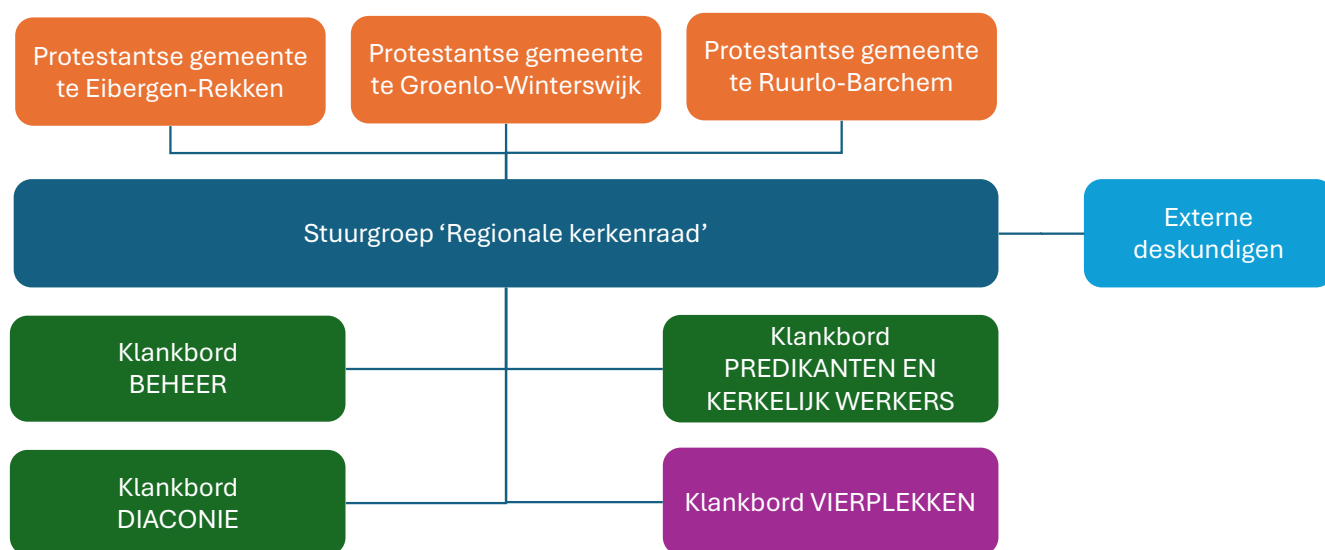 Protestantse gemeente
te Eibergen-Rekken
Protestantse gemeente
te Groenlo-Winterswijk
Protestantse gemeente
te Ruurlo-Barchem
Stuurgroep ‘Regionale kerkenraad’
Externe
deskundigen
Klankbord
BEHEER
Klankbord
PREDIKANTEN EN
KERKELIJK WERKERS
Klankbord
DIACONIE
Klankbord VIERPLEKKEN